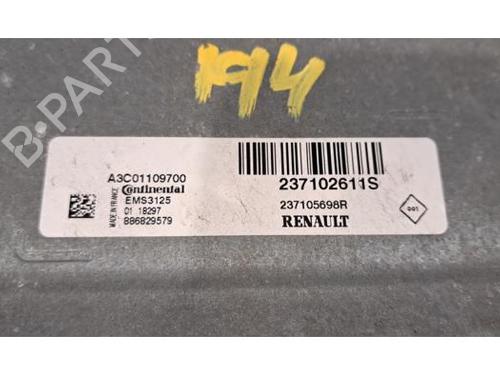 194
B-PARTS
A3C01109700
Continental
EMS3125
01 18297
886829579
MADE IN FRANCE
237102611S
237105698R
RENAULT
001